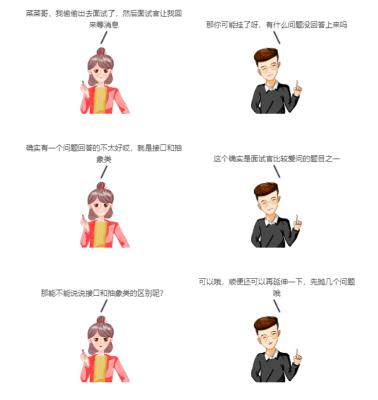 菜菜哥，我偷偷出去面试了，然后面试官让我回
来等消息
那你可能挂了呀，有什么问题没回答上来吗
确实有一个问题回答的不太好哎，就是接口和抽
象类
这个确实是面试官比较爱问的题目之一
那能不能说说接口和抽象类的区别呢？
可以哦，顺便还可以再延伸一下，先抛几个问题
哦